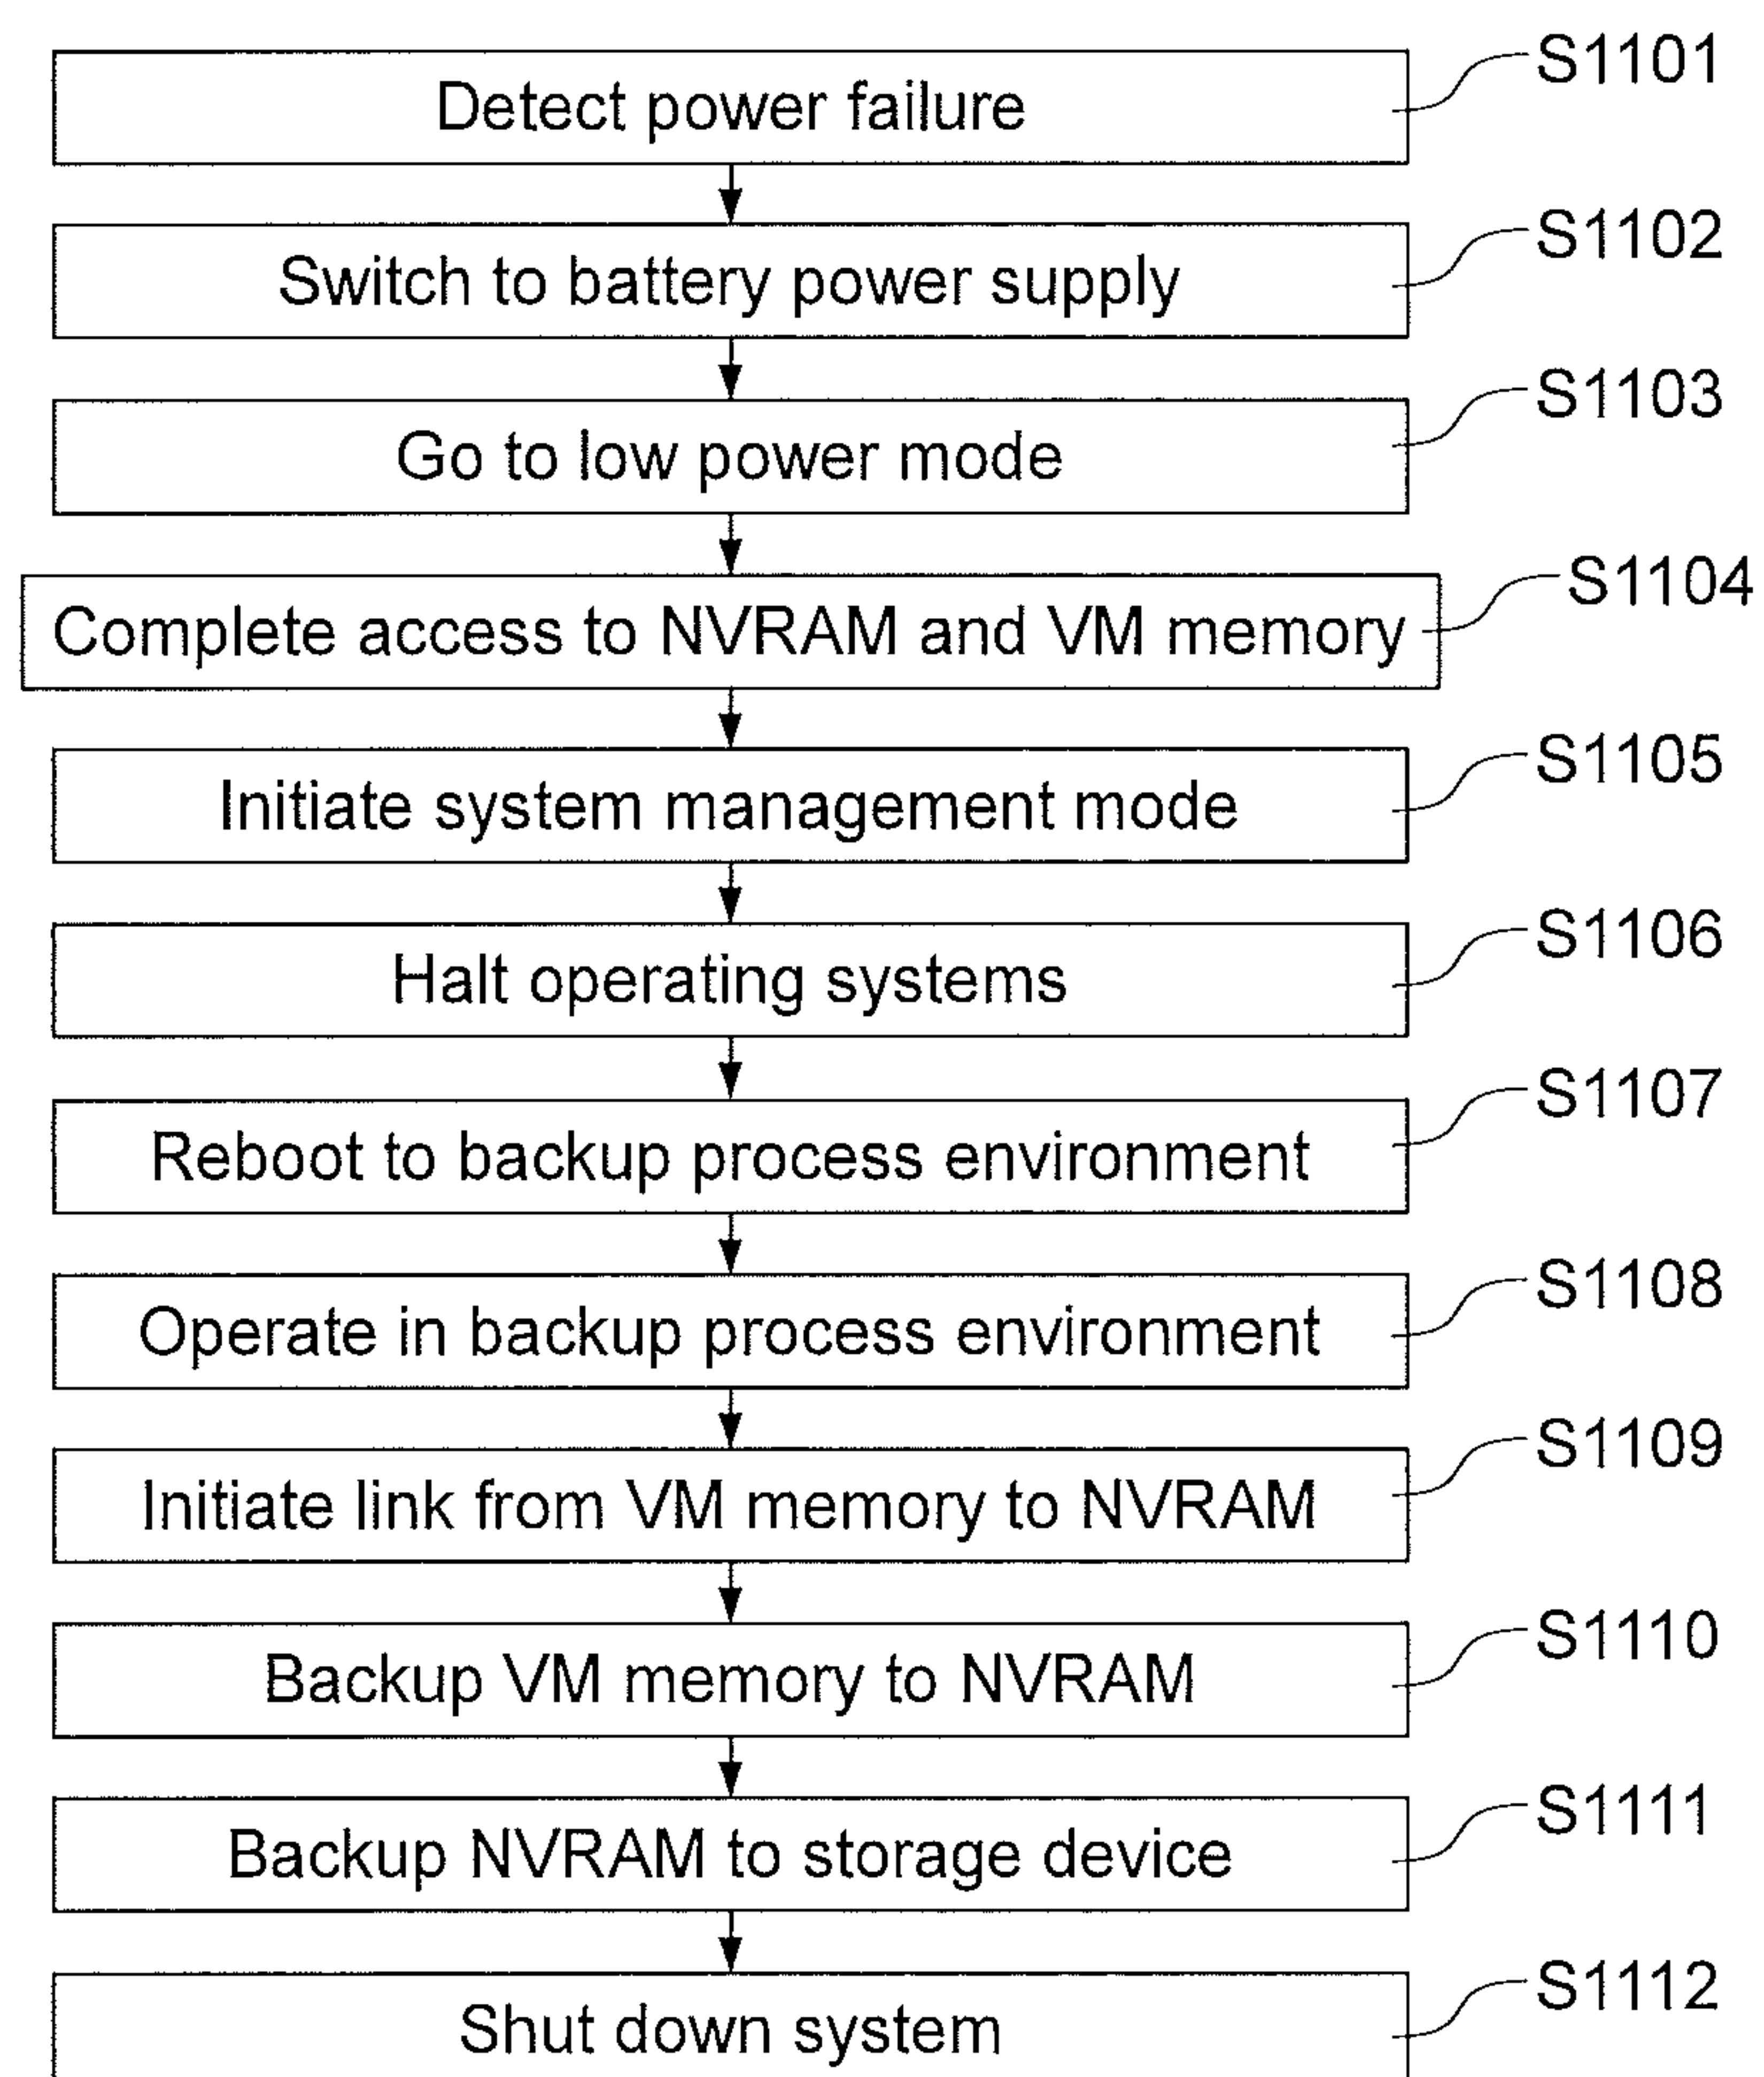 Detect power failure
S1101
Switch to battery power supply
S1102
Go to low power mode
S1103
Complete access to NVRAM and VM memory
S1104
Initiate system management mode
S1105
Halt operating systems
S1106
Reboot to backup process environment
S1107
Operate in backup process environment
S1108
Initiate link from VM memory to NVRAM
S1109
Backup VM memory to NVRAM
S1110
Backup NVRAM to storage device
S1111
Shut down system
S1112